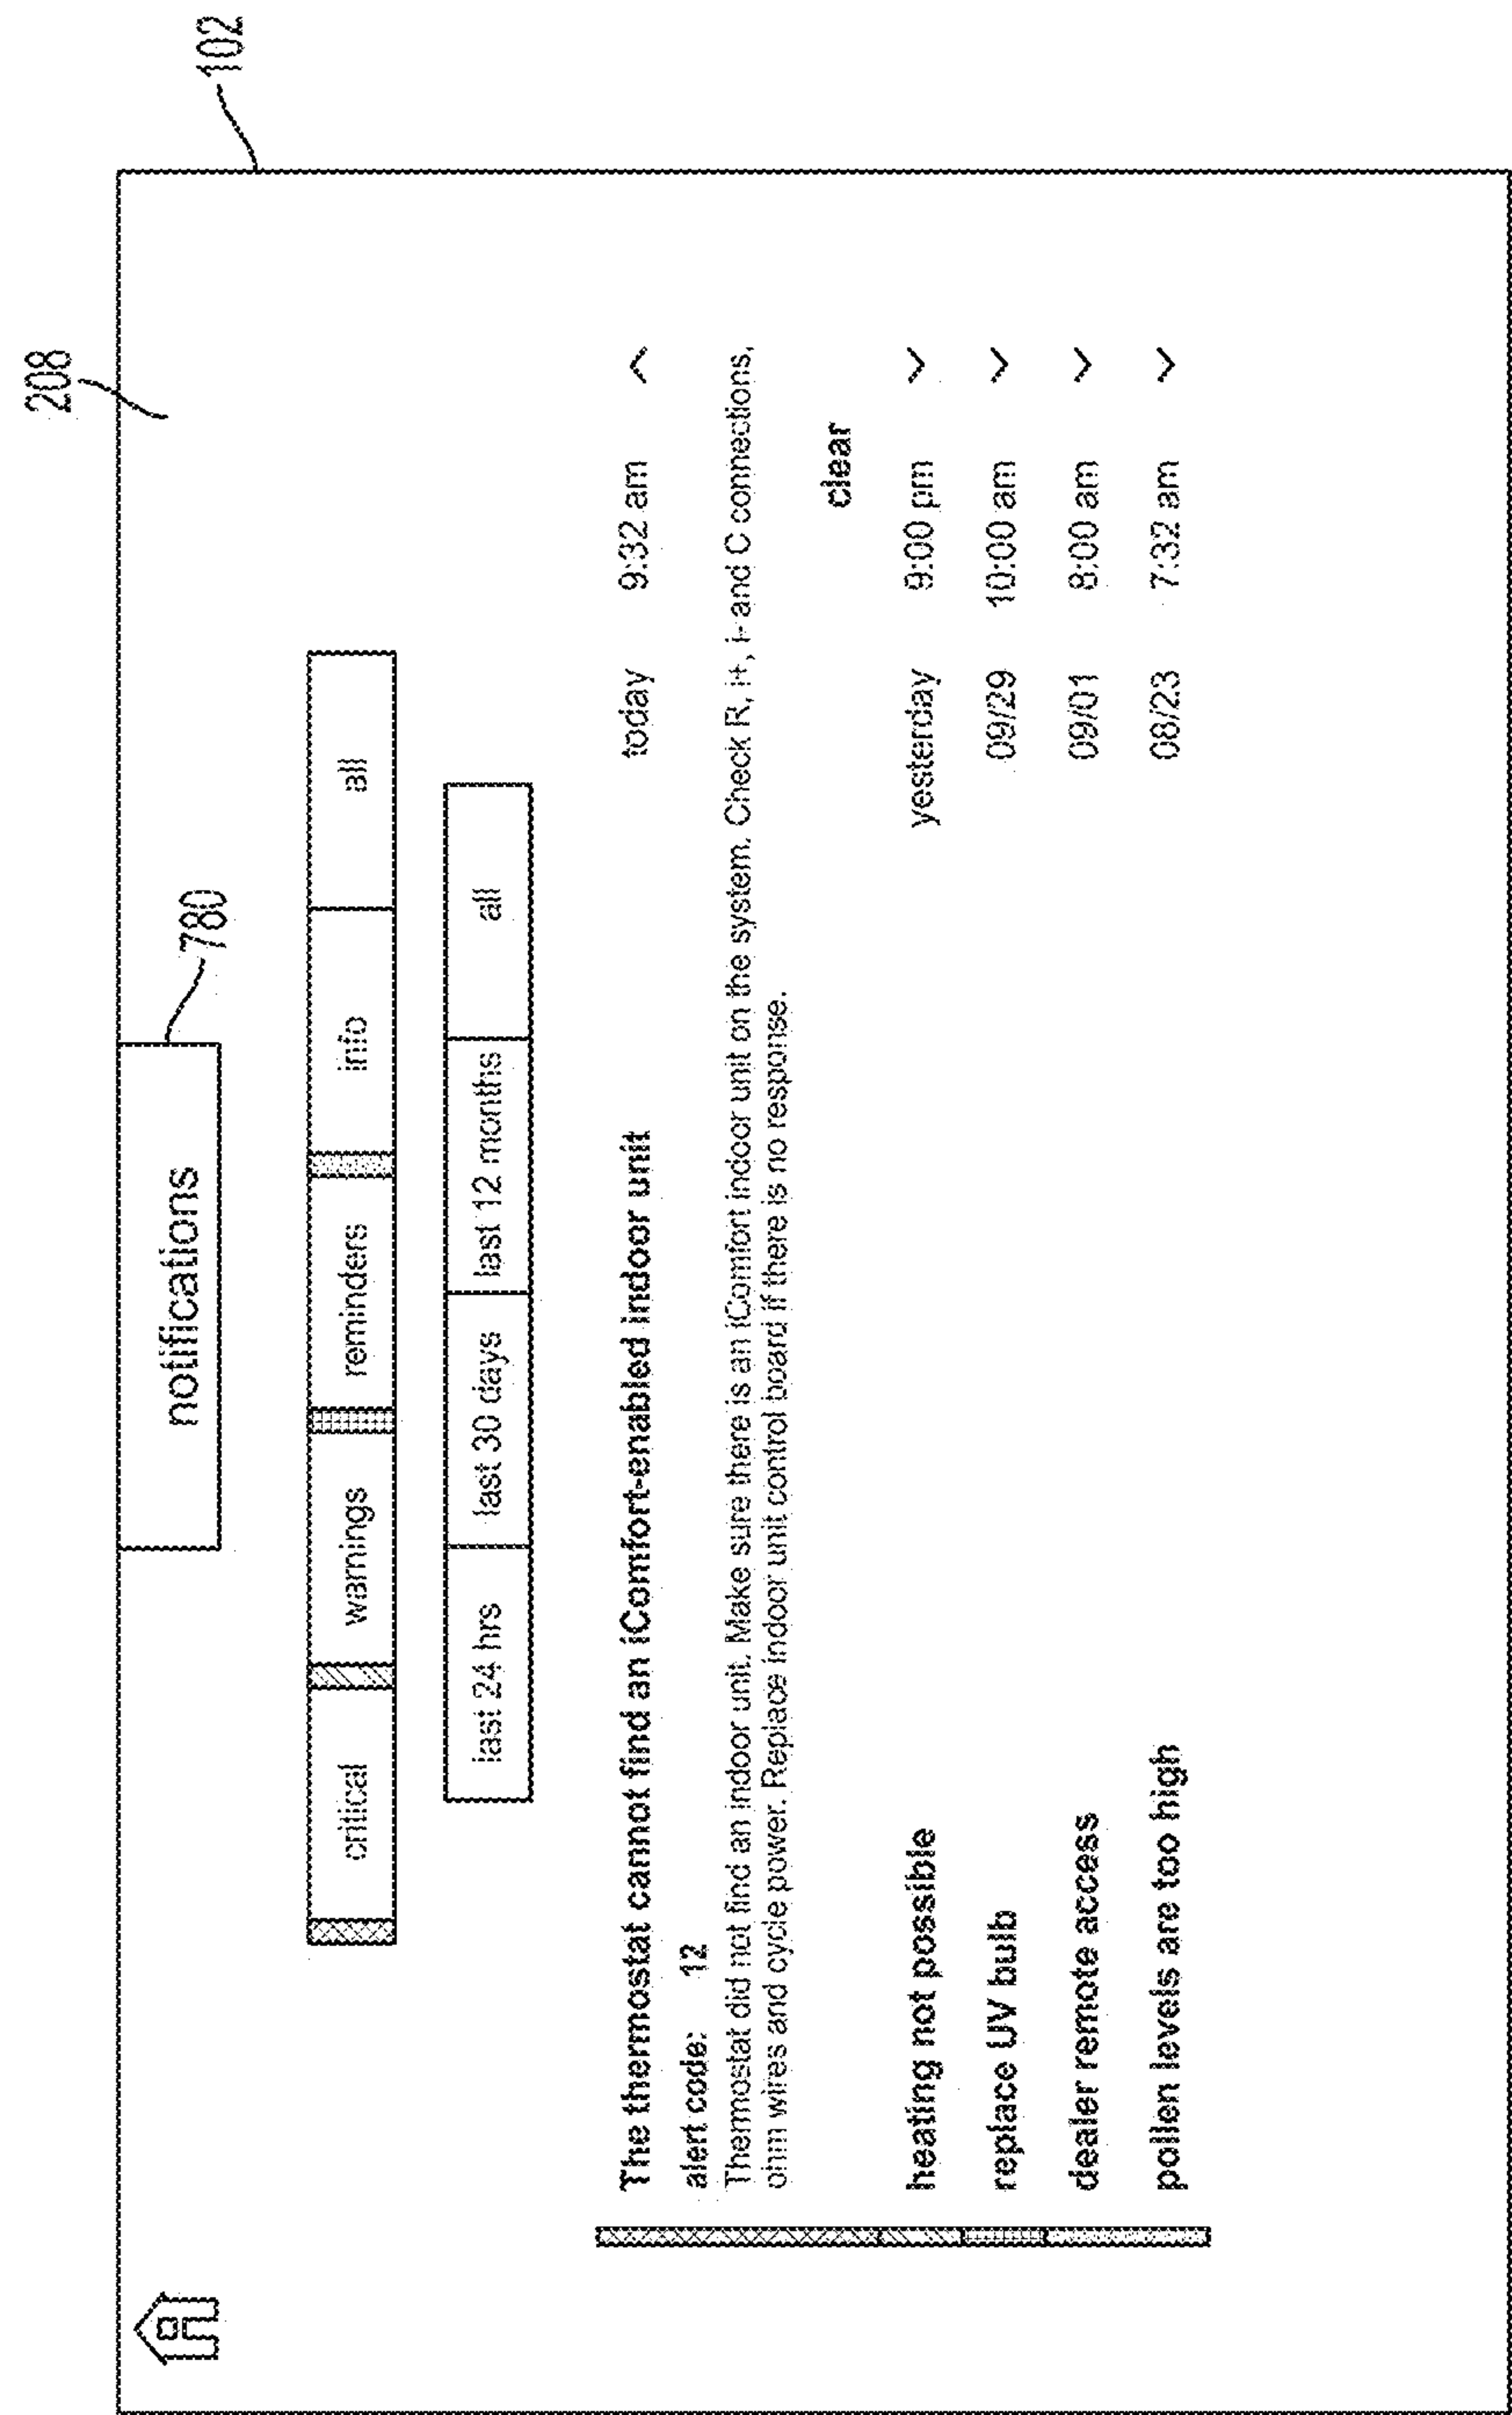 208
102
780
notifications
critical warnings reminders info all
last 24 hrs last 30 days last 12 months all
The thermostat cannot find an iComfort-enabled indoor unit today 9:32 am
alert code: 12
Thermostat did not find an indoor unit. Make sure there is an iComfort indoor unit on the system. Check R, i+, i- and C connections,
ohm wires and cycle power. Replace indoor unit control board if there is no response.
clear
heating not possible yesterday 9:00 pm
replace UV bulb 09/29 10:00 am
dealer remote access 09/01 8:00 am
pollen levels are too high 08/23 7:32 am